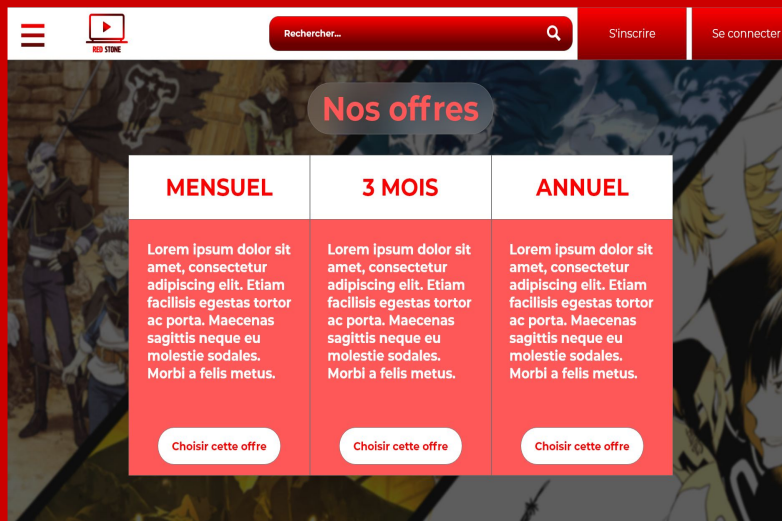 RED STONE
Rechercher...
S'inscrire
Se connecter
Nos offres
MENSUEL
3 MOIS
ANNUEL
Lorem ipsum dolor sit
amet, consectetur
adipiscing elit. Etiam
facilisis egestas tortor
ac porta. Maecenas
sagittis neque eu
molestie sodales.
Morbi a felis metus.
Lorem ipsum dolor sit
amet, consectetur
adipiscing elit. Etiam
facilisis egestas tortor
ac porta. Maecenas
sagittis neque eu
molestie sodales.
Morbi a felis metus.
Lorem ipsum dolor sit
amet, consectetur
adipiscing elit. Etiam
facilisis egestas tortor
ac porta. Maecenas
sagittis neque eu
molestie sodales.
Morbi a felis metus.
Choisir cette offre
Choisir cette offre
Choisir cette offre